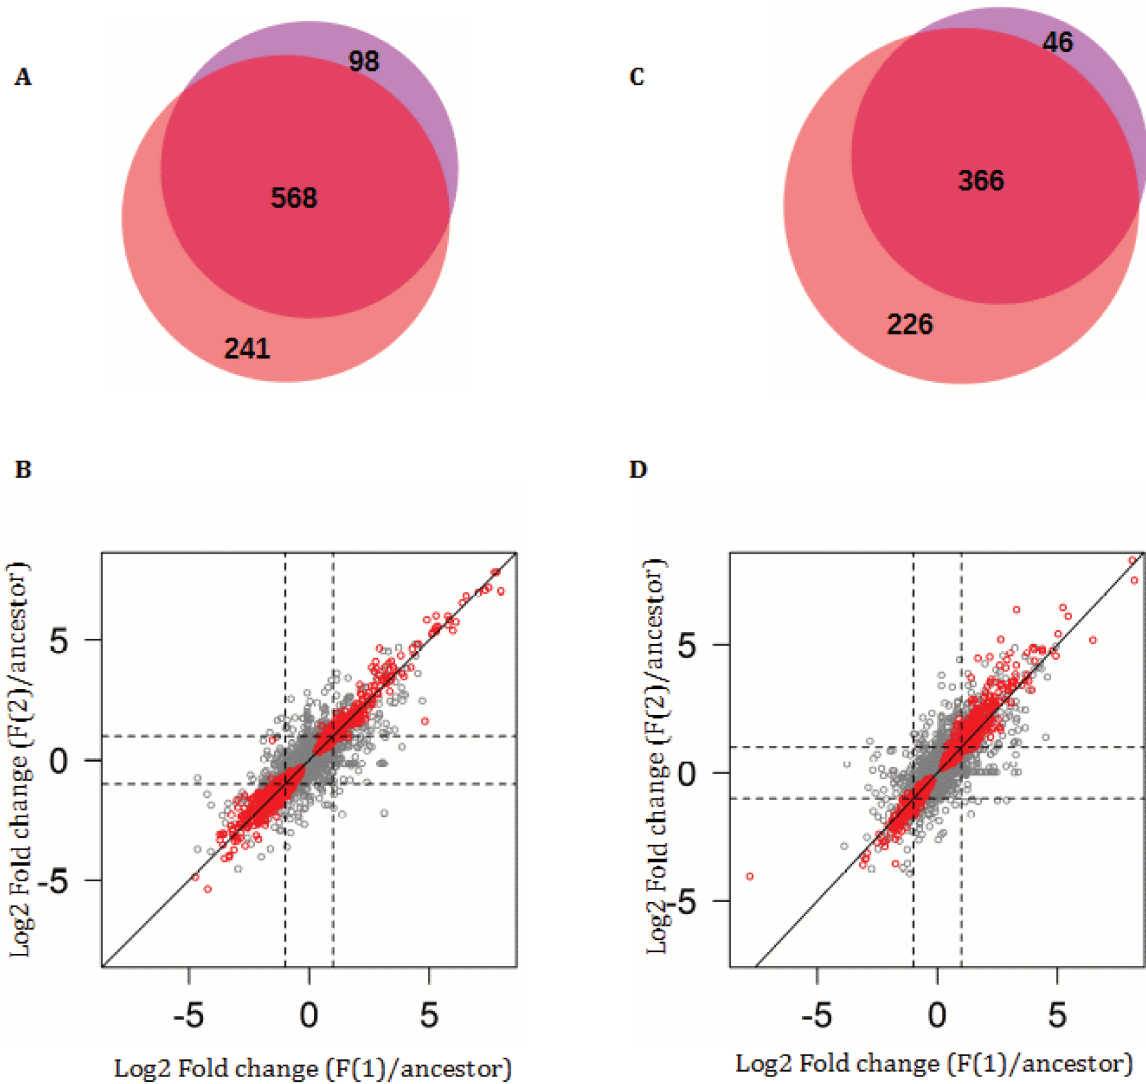 A
98
568
241
C
46
366
226
B
Log2 Fold change (F(2)/ancestor)
5
0
-5
-5 0 5
Log2 Fold change (F(1)/ancestor)
D
Log2 Fold change (F(2)/ancestor)
5
0
-5
-5 0 5
Log2 Fold change (F(1)/ancestor)